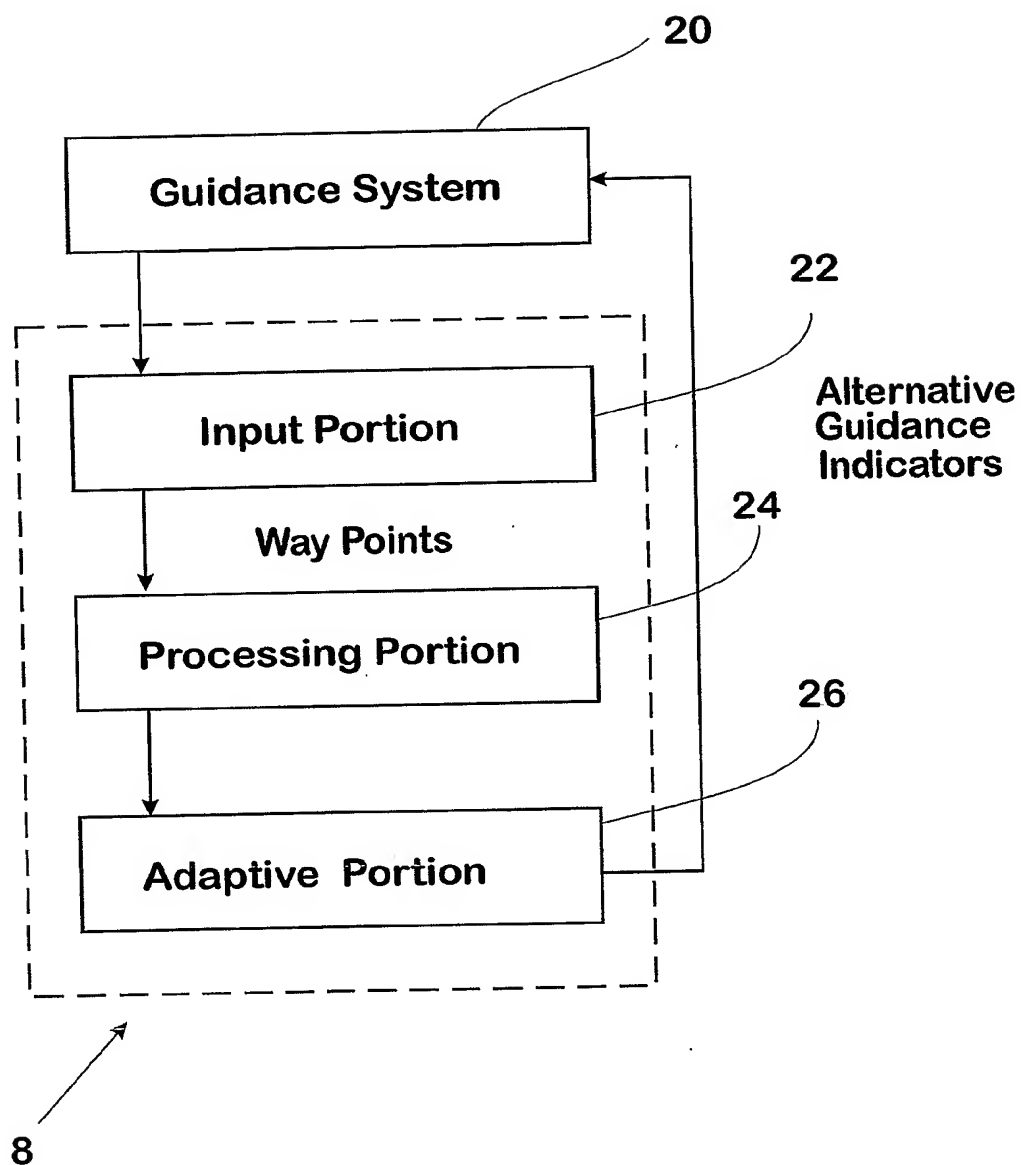 20
Guidance System
22
Input Portion
Alternative
Guidance
Indicators
24
Way Points
Processing Portion
26
Adaptive Portion
8